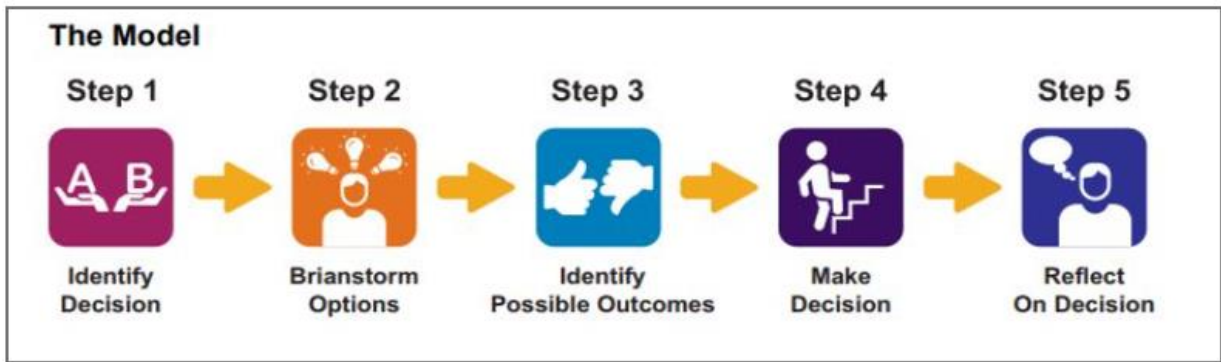 The Model
Step 1
Step 2
Step 3
Step 4
Step 5
A B
Identify
Decision
Brianstorm
Options
Identify
Possible Outcomes
Make
Decision
Reflect
On Decision